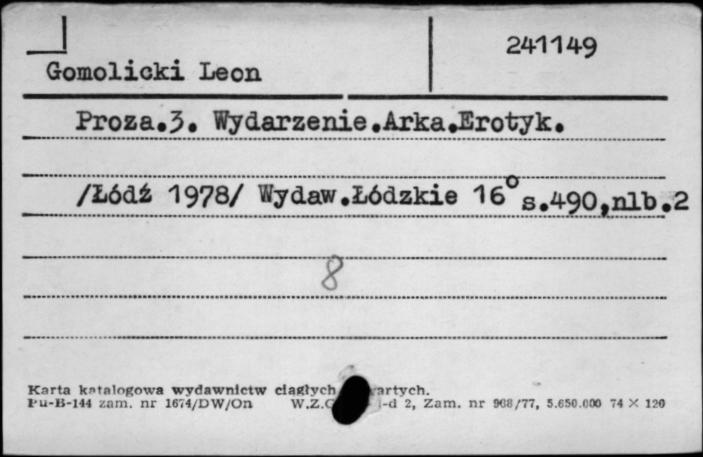 241149
Gomolicki Leon
Proza.3. Wydarzenie.Arka.Erotyk.
/Łódź 1978/ Wydaw.Łódzkie 16° s.490,nlb.2
8
Karta katalogowa wydawnictw ciągłych artych.
Pu-B-144 zam. nr 1674/DW/On W.Z.G -d 2, Zam. nr 908/77, 5.650.000 74 × 120